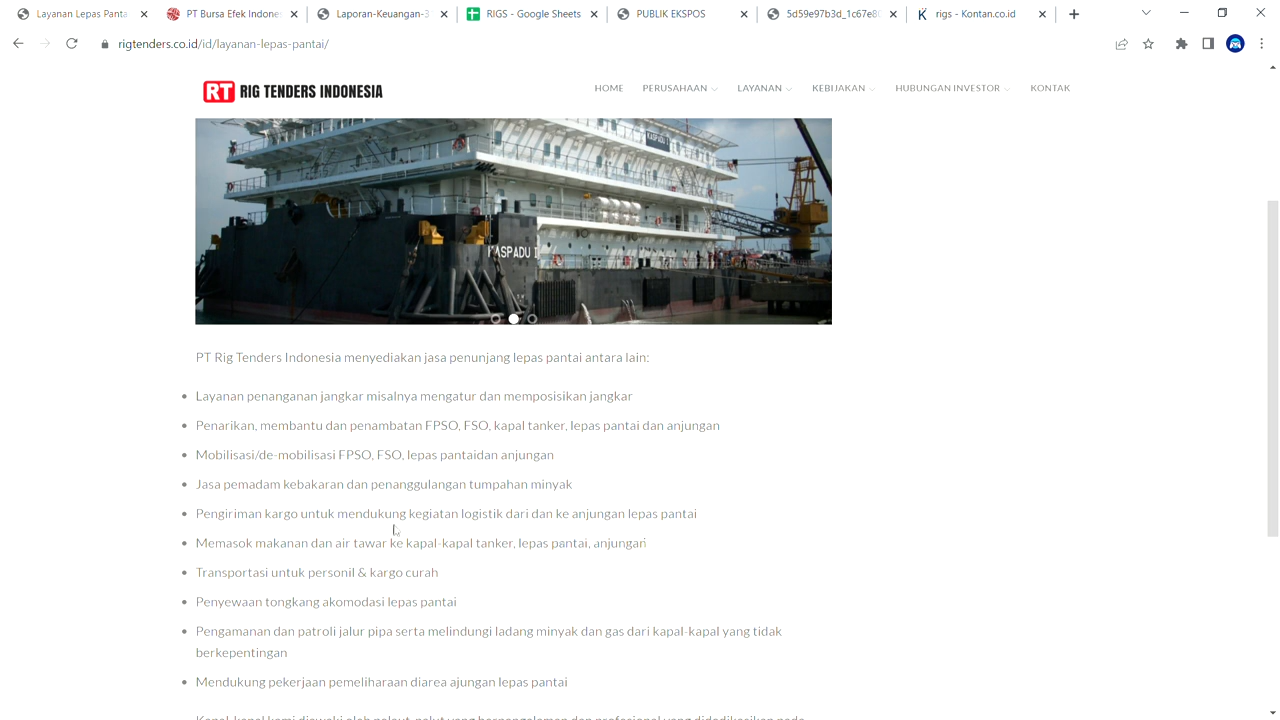 Layanan Lepas Panta
PT Bursa Efek Indones
Laporan-Keuangan-3
RIGS - Google Sheets
PUBLIK EKSPOS
5d59e97b3d_1c67e80
rigs - Kontan.co.id
rigtenders.co.id/id/layanan-lepas-pantai/
RT RIG TENDERS INDONESIA
HOME PERUSAHAAN LAYANAN KEBIJAKAN HUBUNGAN INVESTOR KONTAK
KASPADU I
KASPADU I
PT Rig Tenders Indonesia menyediakan jasa penunjang lepas pantai antara lain:
Layanan penanganan jangkar misalnya mengatur dan memposisikan jangkar
Penarikan, membantu dan penambatan FPSO, FSO, kapal tanker, lepas pantai dan anjungan
Mobilisasi/de-mobilisasi FPSO, FSO, lepas pantaidan anjungan
Jasa pemadam kebakaran dan penanggulangan tumpahan minyak
Pengiriman kargo untuk mendukung kegiatan logistik dari dan ke anjungan lepas pantai
Memasok makanan dan air tawar ke kapal-kapal tanker, lepas pantai, anjungan
Transportasi untuk personil & kargo curah
Penyewaan tongkang akomodasi lepas pantai
Pengamanan dan patroli jalur pipa serta melindungi ladang minyak dan gas dari kapal-kapal yang tidak
berkepentingan
Mendukung pekerjaan pemeliharaan diarea ajungan lepas pantai